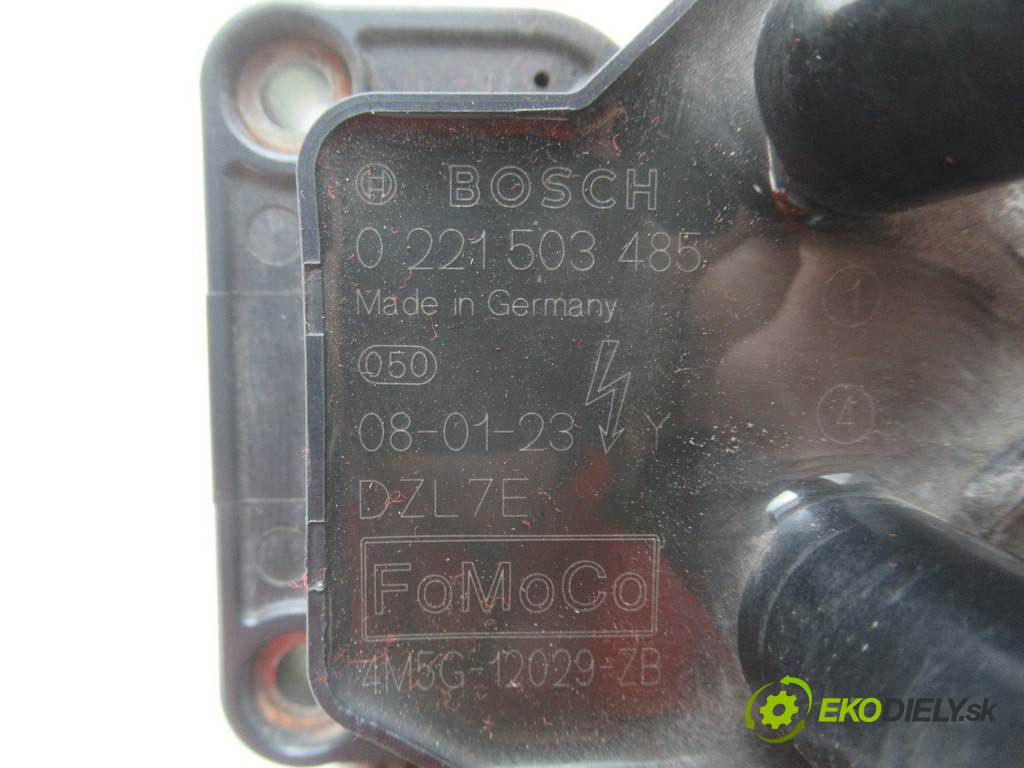 BOSCH
0 221 503 485
Made in Germany
050
08-01-23 Y
DZL7E
FoMoCo
4M5G-12029-ZB
1
4
EKODIELY.sk